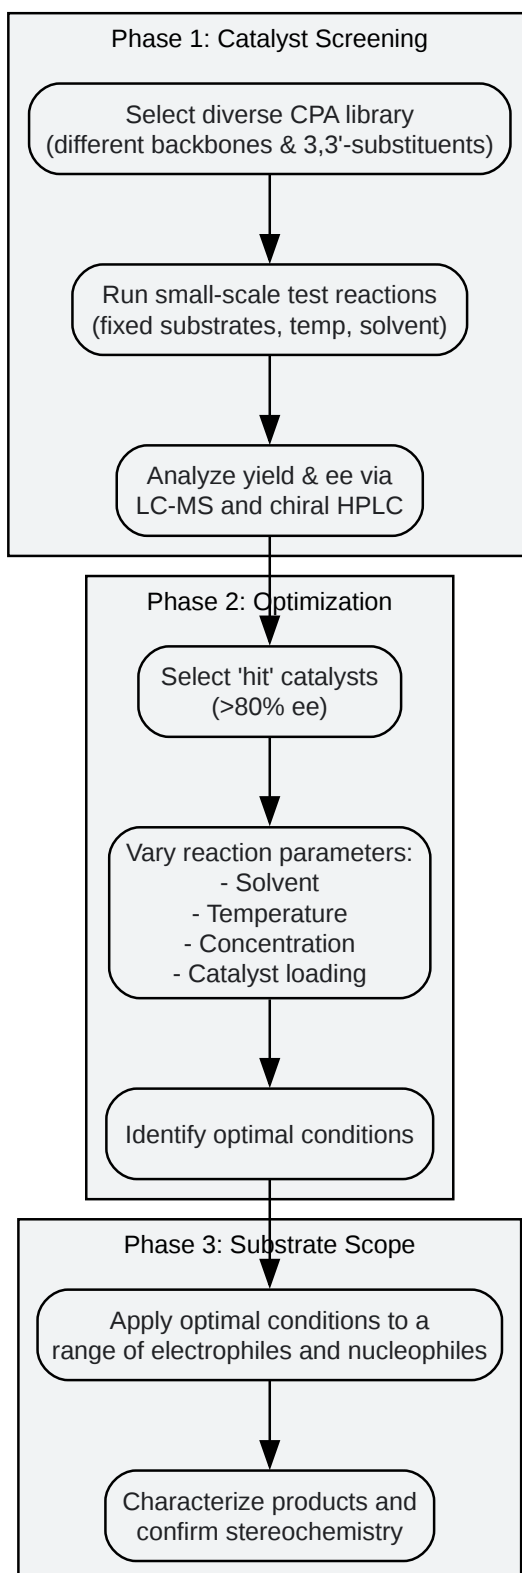 Phase 1: Catalyst Screening
Select diverse CPA library
(different backbones & 3,3'-substituents)
Run small-scale test reactions
(fixed substrates, temp, solvent)
Analyze yield & ee via
LC-MS and chiral HPLC
Phase 2: Optimization
Select 'hit' catalysts
(>80% ee)
Vary reaction parameters:
- Solvent
- Temperature
- Concentration
- Catalyst loading
Identify optimal conditions
Phase 3: Substrate Scope
Apply optimal conditions to a
range of electrophiles and nucleophiles
Characterize products and
confirm stereochemistry